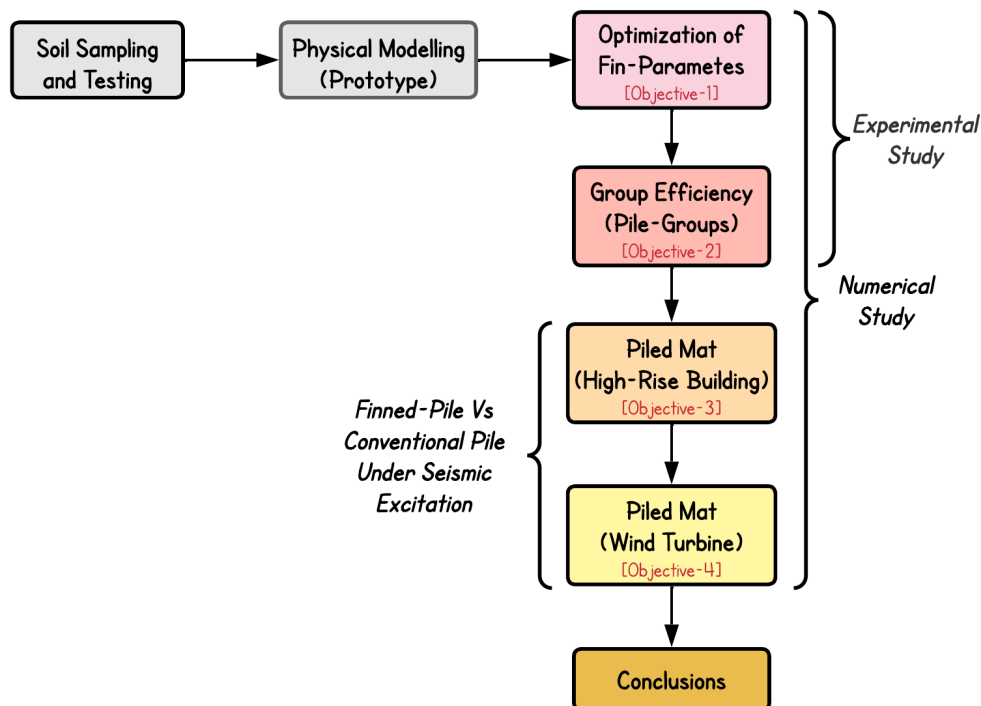 Soil Sampling
and Testing
Physical Modelling
(Prototype)
Optimization of
Fin-Parametes
[Objective-1]
Experimental
Study
Group Efficiency
(Pile-Groups)
[Objective-2]
Numerical
Study
Piled Mat
(High-Rise Building)
[Objective-3]
Finned-Pile Vs
Conventional Pile
Under Seismic
Excitation
Piled Mat
(Wind Turbine)
[Objective-4]
Conclusions